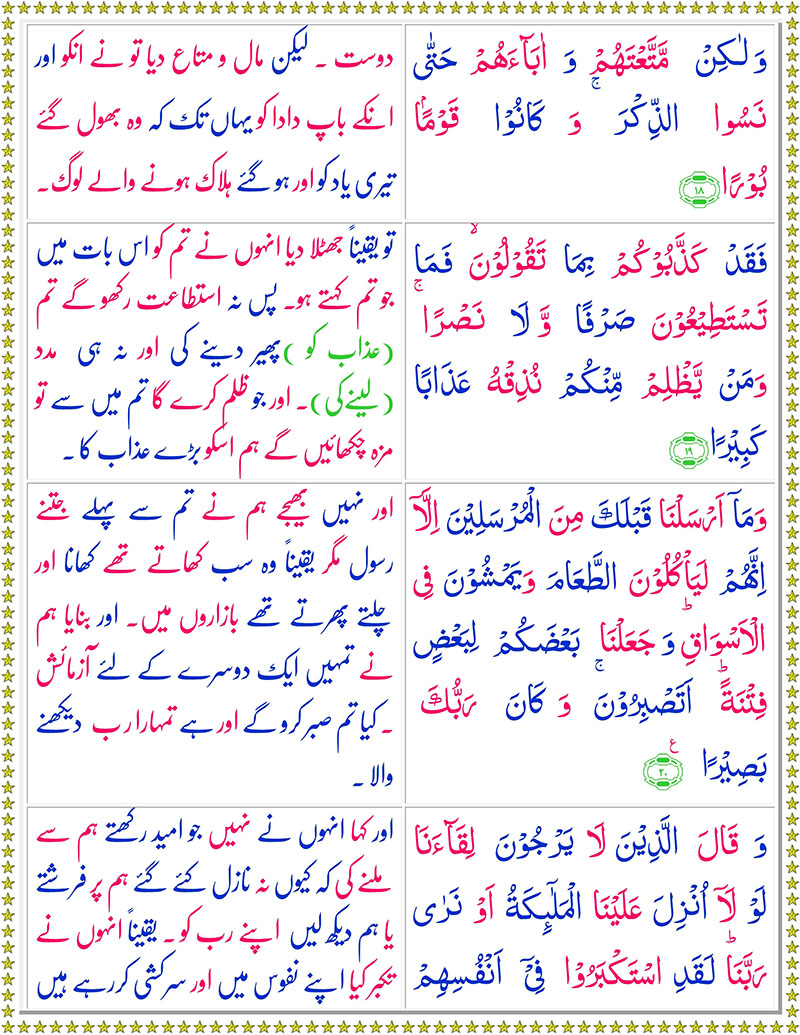 وَلٰـكِنۡ مَّتَّعۡتَهُمۡ وَ اٰبَآءَهُمۡ حَتّٰى
نَسُوا الذِّكۡرَ‌ۚ وَ كَانُوۡا قَوۡمًۢا
بُوۡرًا ﴿۱۸﴾
دوست ۔ لیکن مال و متاع دیا تو نے انکو اور
انکے باپ دادا کو یہاں تک کہ وہ بھول گئے
تیری یاد کو اور ہو گئے ہلاک ہونے والے لوگ۔
فَقَدۡ كَذَّبُوۡكُمۡ بِمَا تَقُوۡلُوۡنَۙ فَمَا
تَسۡتَطِيۡعُوۡنَ صَرۡفًا وَّ لَا نَصۡرًا‌ۚ
وَمَنۡ يَّظۡلِمۡ مِّنۡكُمۡ نُذِقۡهُ عَذَابًا
كَبِيۡرًا ﴿۱۹﴾
تو یقیناً جھٹلا دیا انہوں نے تم کو اس بات میں
جو تم کہتے ہو۔ پس نہ استطاعت رکھو گے تم
(عذاب کو) پھیر دینے کی اور نہ ہی مدد
(لینے کی)۔ اور جو ظلم کرے گا تم میں سے تو
مزہ چکھائیں گے ہم اسکو بڑے عذاب کا۔
وَمَاۤ اَرۡسَلۡنَا قَبۡلَكَ مِنَ الۡمُرۡسَلِيۡنَ اِلَّاۤ
اِنَّهُمۡ لَيَاۡكُلُوۡنَ الطَّعَامَ وَيَمۡشُوۡنَ فِى
الۡاَسۡوَاقِ‌ؕ وَ جَعَلۡنَا بَعۡضَكُمۡ لِبَعۡضٍ
فِتۡنَةً ؕ اَتَصۡبِرُوۡنَ‌ۚ وَ كَانَ رَبُّكَ
بَصِيۡرًا ﴿۲۰﴾ ع
اور نہیں بھیجے ہم نے تم سے پہلے جتنے
رسول مگر یقیناً وہ سب کھاتے تھے کھانا اور
چلتے پھرتے تھے بازاروں میں۔ اور بنایا ہم
نے تمہیں ایک دوسرے کے لئے آزمائش
۔ کیا تم صبر کرو گے اور ہے تمہارا رب دیکھنے
والا ۔
وَ قَالَ الَّذِيۡنَ لَا يَرۡجُوۡنَ لِقَآءَنَا
لَوۡ لَاۤ اُنۡزِلَ عَلَيۡنَا الۡمَلٰٓٮِٕكَةُ اَوۡ نَرٰى
رَبَّنَا ؕ لَقَدِ اسۡتَكۡبَرُوۡا فِىۡۤ اَنۡفُسِهِمۡ
اور کہا انہوں نے نہیں جو امید رکھتے ہم سے
ملنے کی کہ کیوں نہ نازل کئے گئے ہم پر فرشتے
یا ہم دیکھ لیں اپنے رب کو۔ یقیناً انہوں نے
تکبر کیا اپنے نفوس میں اور سرکشی کر رہے ہیں